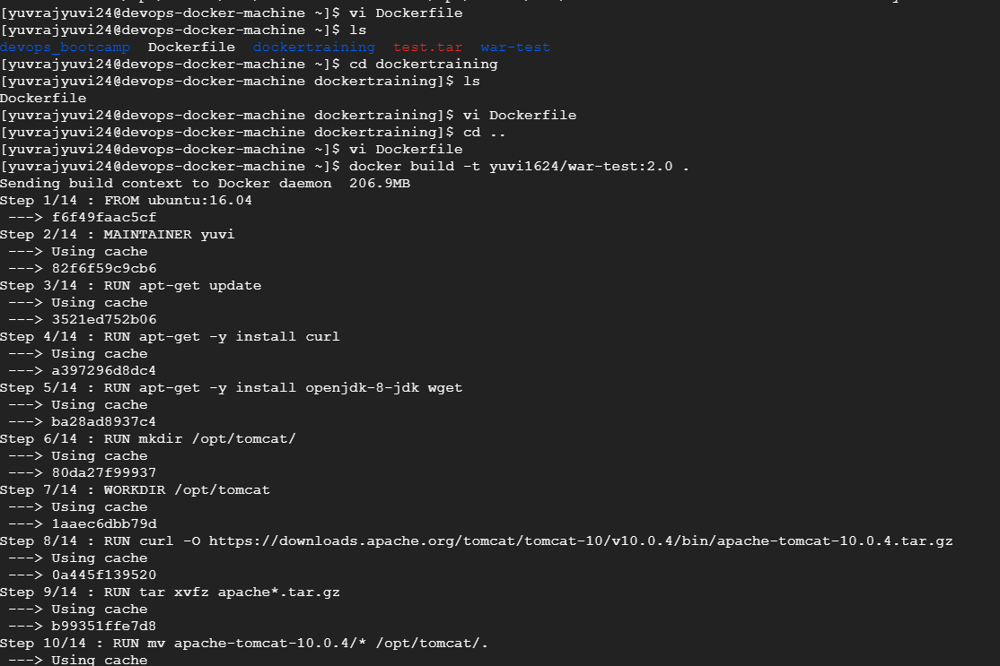 [yuvrajyuvi24@devops-docker-machine ~]$ vi Dockerfile
[yuvrajyuvi24@devops-docker-machine ~]$ ls
devops_bootcamp  Dockerfile  dockertraining  test.tar  war-test
[yuvrajyuvi24@devops-docker-machine ~]$ cd dockertraining
[yuvrajyuvi24@devops-docker-machine dockertraining]$ ls
Dockerfile
[yuvrajyuvi24@devops-docker-machine dockertraining]$ vi Dockerfile
[yuvrajyuvi24@devops-docker-machine dockertraining]$ cd ..
[yuvrajyuvi24@devops-docker-machine ~]$ vi Dockerfile
[yuvrajyuvi24@devops-docker-machine ~]$ docker build -t yuvi1624/war-test:2.0 .
Sending build context to Docker daemon  206.9MB
Step 1/14 : FROM ubuntu:16.04
 ---> f6f49faac5cf
Step 2/14 : MAINTAINER yuvi
 ---> Using cache
 ---> 82f6f59c9cb6
Step 3/14 : RUN apt-get update
 ---> Using cache
 ---> 3521ed752b06
Step 4/14 : RUN apt-get -y install curl
 ---> Using cache
 ---> a397296d8dc4
Step 5/14 : RUN apt-get -y install openjdk-8-jdk wget
 ---> Using cache
 ---> ba28ad8937c4
Step 6/14 : RUN mkdir /opt/tomcat/
 ---> Using cache
 ---> 80da27f99937
Step 7/14 : WORKDIR /opt/tomcat
 ---> Using cache
 ---> 1aaec6dbb79d
Step 8/14 : RUN curl -O https://downloads.apache.org/tomcat/tomcat-10/v10.0.4/bin/apache-tomcat-10.0.4.tar.gz
 ---> Using cache
 ---> 0a445f139520
Step 9/14 : RUN tar xvfz apache*.tar.gz
 ---> Using cache
 ---> b99351ffe7d8
Step 10/14 : RUN mv apache-tomcat-10.0.4/* /opt/tomcat/.
 ---> Using cache